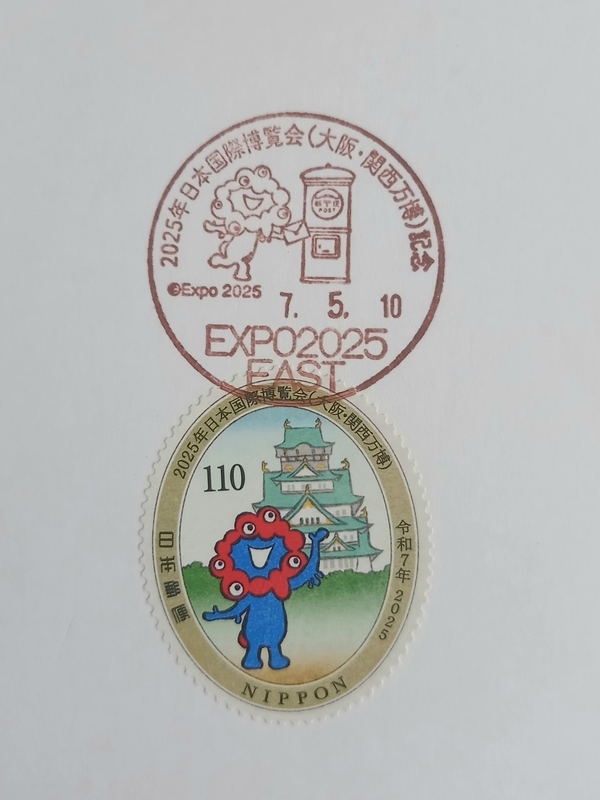 2025年日本国際博覧会(大阪・関西万博)記念
POST
©Expo 2025
7. 5. 10
EXPO2025
EAST
2025年日本国際博覧会(大阪・関西万博)
110
日本郵便
令和7年 2025
NIPPON